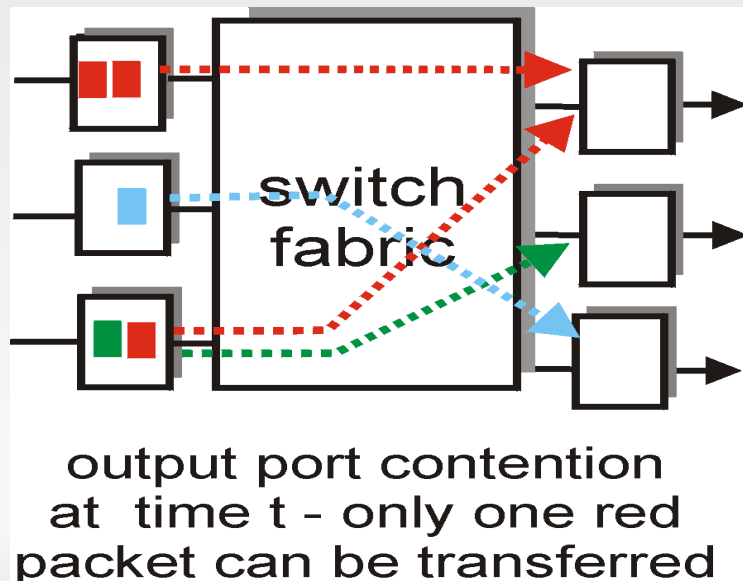 switch
fabric
output port contention
at time t - only one red
packet can be transferred